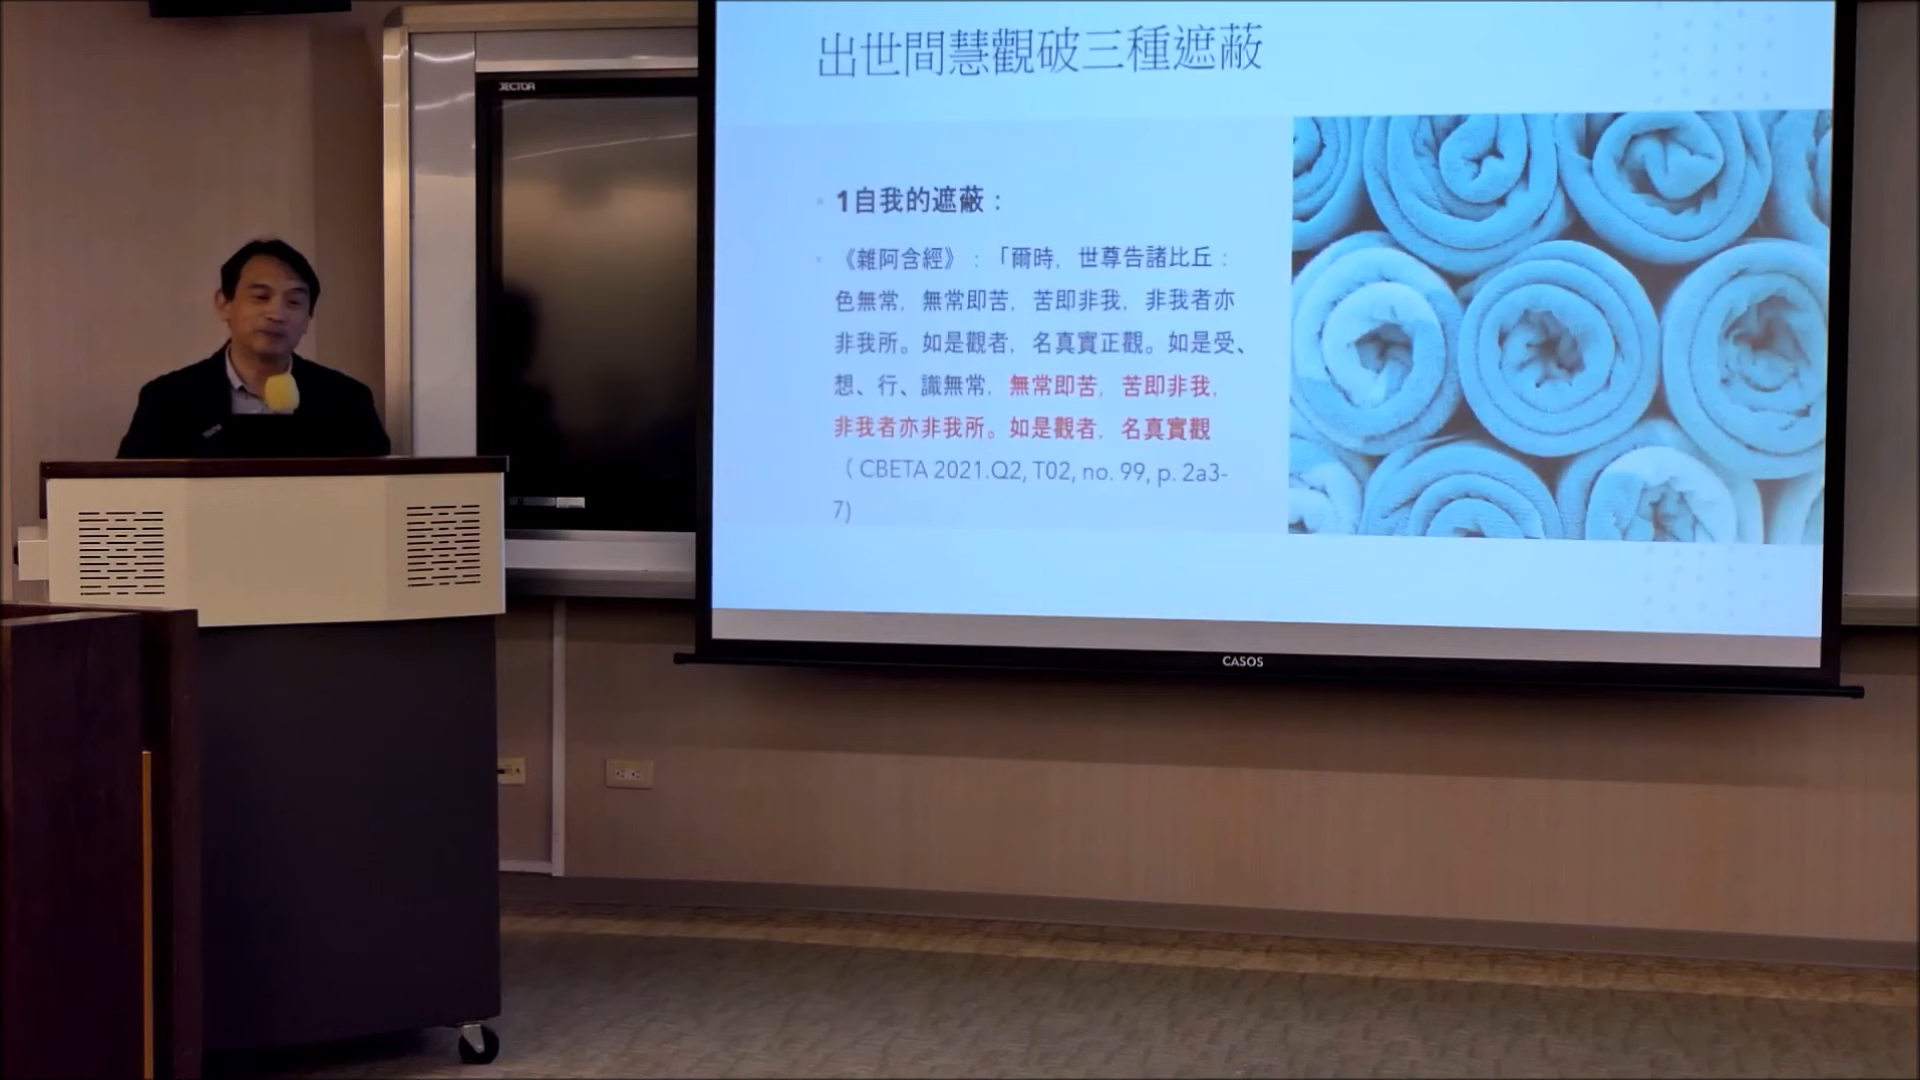 出世間慧觀破三種遮蔽
JECTOR
1自我的遮蔽：
《雜阿含經》：「爾時，世尊告諸比丘：
色無常，無常即苦，苦即非我，非我者亦
非我所。如是觀者，名真實正觀。如是受、
想、行、識無常，無常即苦，苦即非我，
非我者亦非我所。如是觀者，名真實觀
（CBETA 2021.Q2, T02, no. 99, p. 2a3-
7)
CASOS